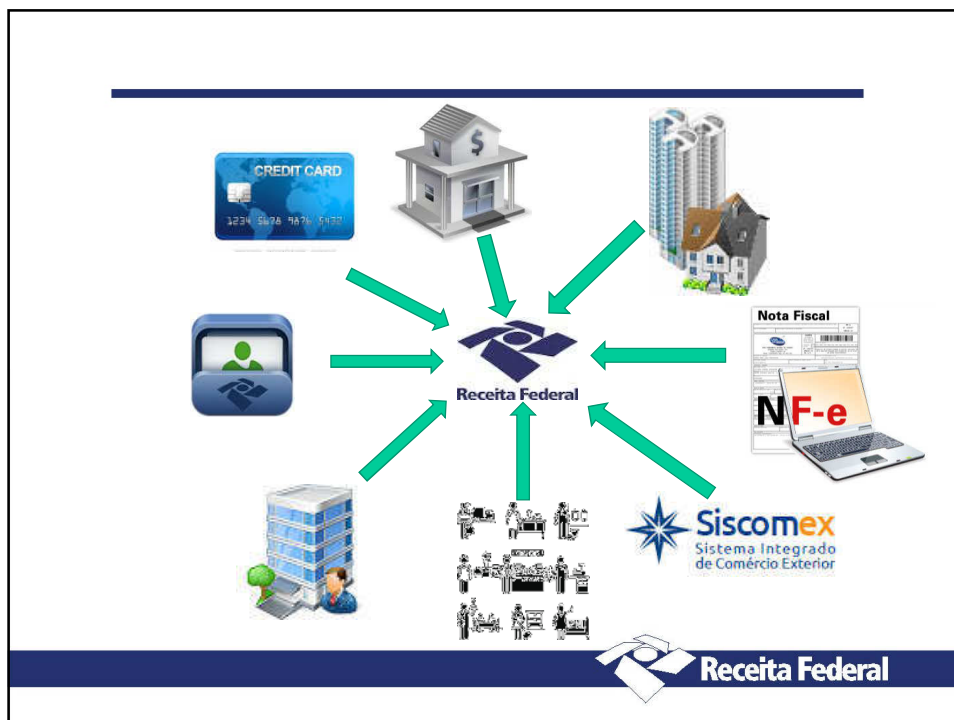 CREDIT CARD
1234 5678 9876 5432
$
Nota Fiscal
NF-e
Receita Federal
Siscomex
Sistema Integrado
de Comércio Exterior
Receita Federal